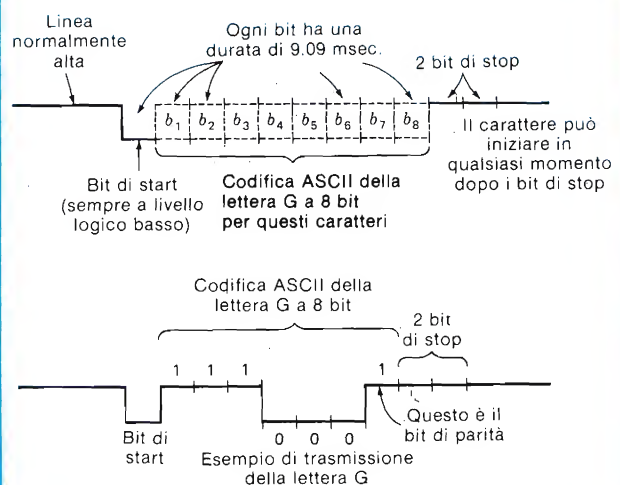 Linea
normalmente
alta
Ogni bit ha una
durata di 9.09 msec.
2 bit di stop
b1 b2 b3 b4 b5 b6 b7 b8
Il carattere può
iniziare in
qualsiasi momento
dopo i bit di stop
Bit di start
(sempre a livello
logico basso)
Codifica ASCII della
lettera G a 8 bit
per questi caratteri
Codifica ASCII della
lettera G a 8 bit
2 bit
di stop
1 1 1 1
Bit di
start
0 0 0
Questo è il
bit di parità
Esempio di trasmissione
della lettera G